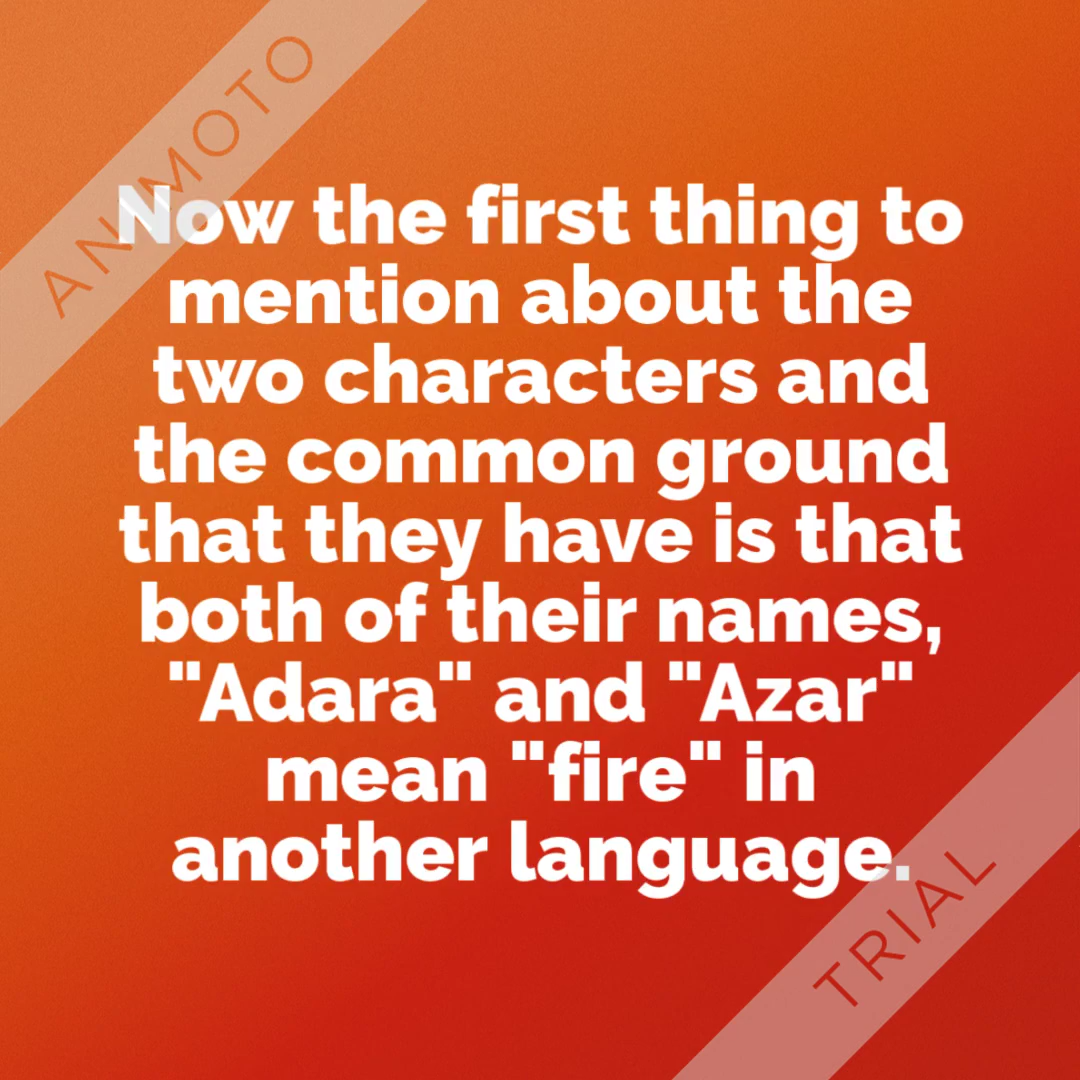 ANIMOTO
Now the first thing to
mention about the
two characters and
the common ground
that they have is that
both of their names,
"Adara" and "Azar"
mean "fire" in
another language.
TRIAL